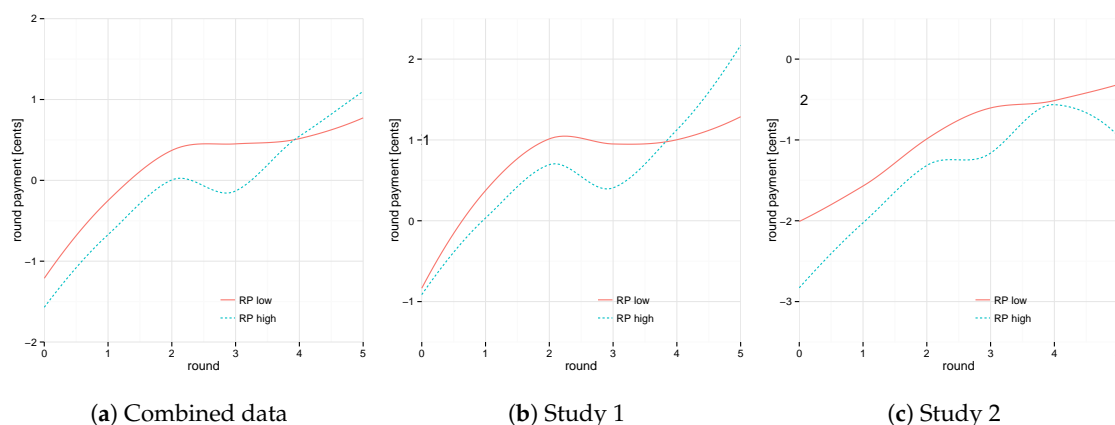 2
1
0
−1
−2
round payment [cents]
0 1 2 3 4 5
round
RP low
RP high
(a) Combined data
2
1
0
−1
round payment [cents]
1
0 1 2 3 4 5
round
RP low
RP high
(b) Study 1
0
−1
−2
−3
round payment [cents]
2
0 1 2 3 4
round
RP low
RP high
(c) Study 2